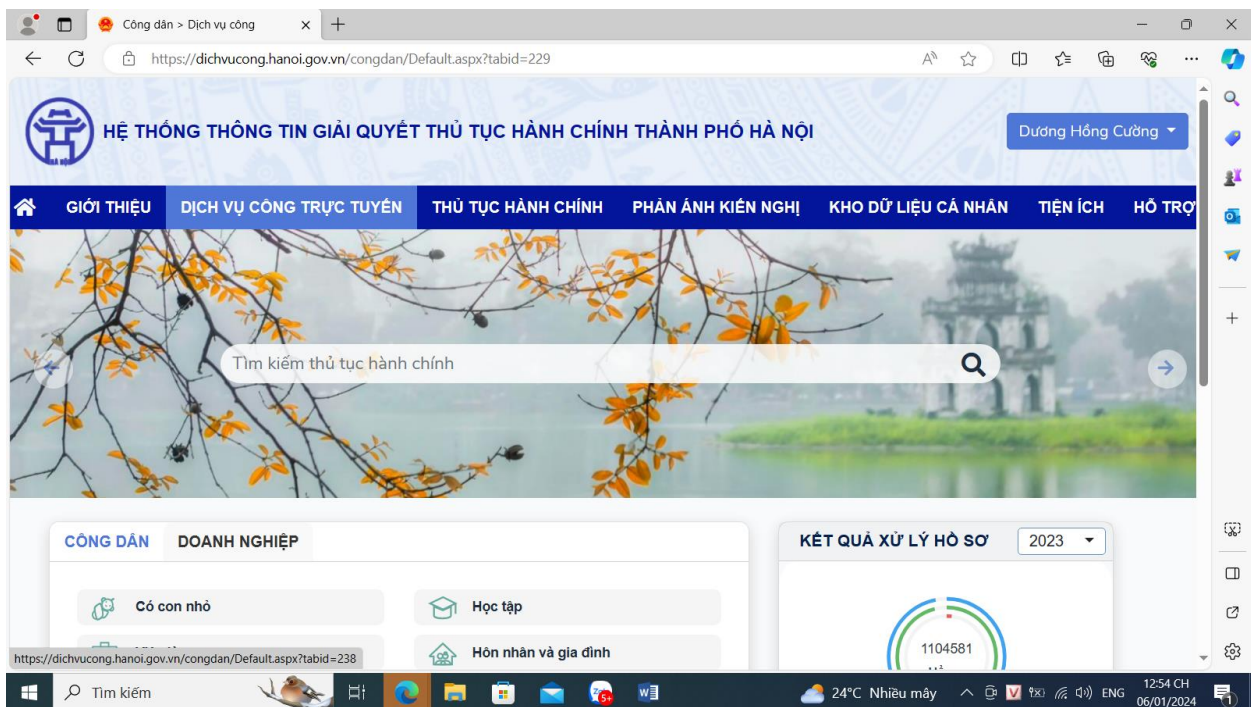 Công dân > Dịch vụ công
https://dichvucong.hanoi.gov.vn/congdan/Default.aspx?tabid=229
HÀ NỘI
HỆ THỐNG THÔNG TIN GIẢI QUYẾT THỦ TỤC HÀNH CHÍNH THÀNH PHỐ HÀ NỘI
Dương Hồng Cường
GIỚI THIỆU DỊCH VỤ CÔNG TRỰC TUYẾN THỦ TỤC HÀNH CHÍNH PHẢN ÁNH KIẾN NGHỊ KHO DỮ LIỆU CÁ NHÂN TIỆN ÍCH HỖ TRỢ
Tìm kiếm thủ tục hành chính
CÔNG DÂN DOANH NGHIỆP
KẾT QUẢ XỬ LÝ HỒ SƠ 2023
Có con nhỏ Học tập
Hôn nhân và gia đình
1104581
https://dichvucong.hanoi.gov.vn/congdan/Default.aspx?tabid=238
Tìm kiếm
24°C Nhiều mây
ENG
12:54 CH
06/01/2024